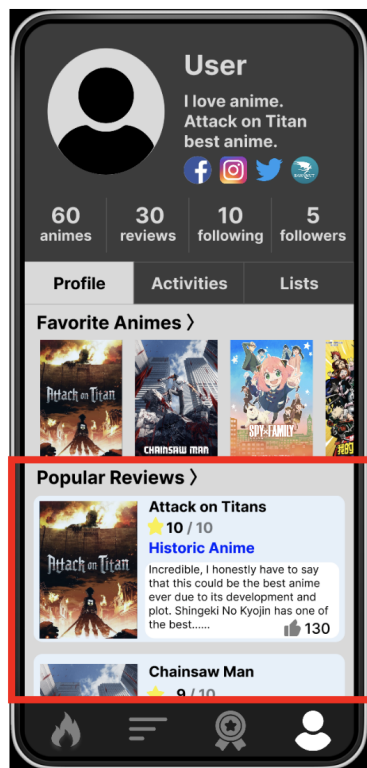 User
I love anime.
Attack on Titan
best anime.
60 30 10 5
animes reviews following followers
Profile Activities Lists
Favorite Animes 〉
Attack on Titan
CHAINSAW MAN
SPY×FAMILY
Popular Reviews 〉
Attack on Titans
10 / 10
Historic Anime
Attack on Titan
Incredible, I honestly have to say
that this could be the best anime
ever due to its development and
plot. Shingeki No Kyojin has one of
the best......
130
Chainsaw Man
9 / 10